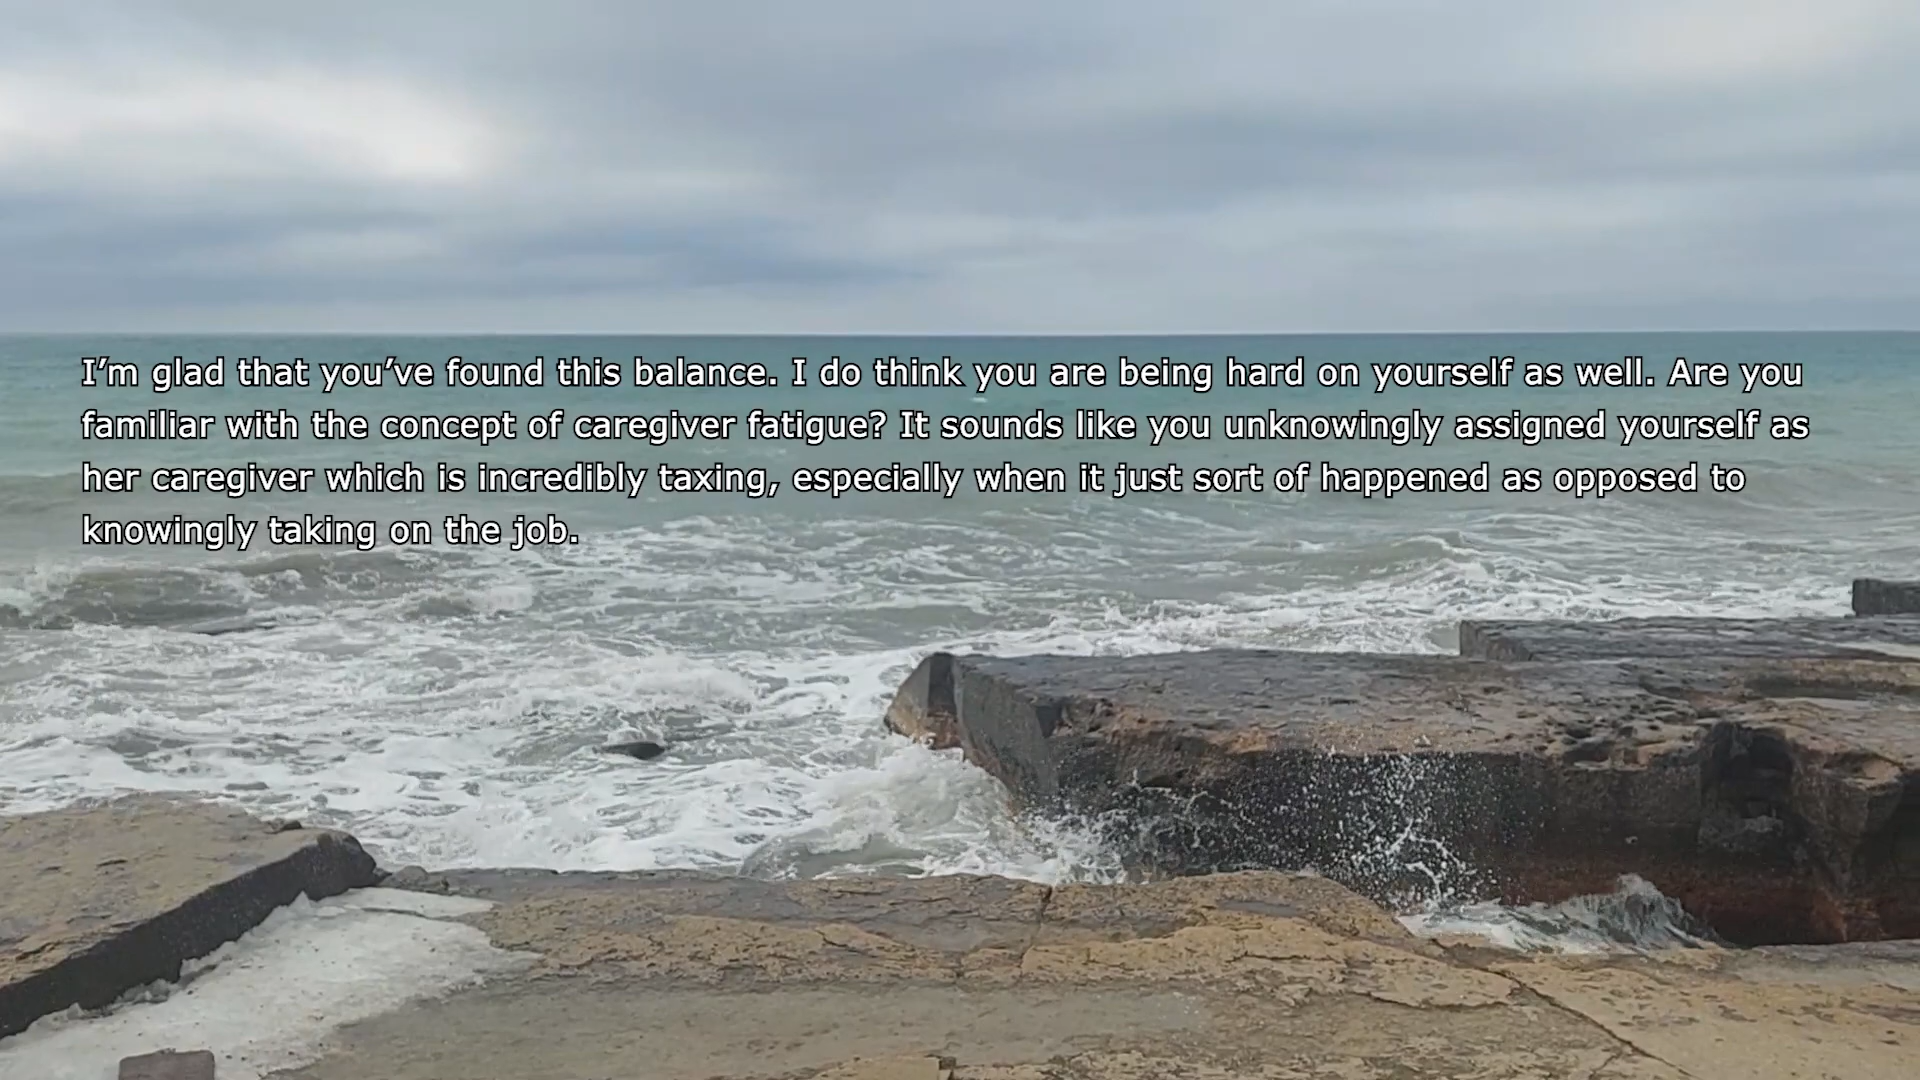 I’m glad that you’ve found this balance. I do think you are being hard on yourself as well. Are you
familiar with the concept of caregiver fatigue? It sounds like you unknowingly assigned yourself as
her caregiver which is incredibly taxing, especially when it just sort of happened as opposed to
knowingly taking on the job.